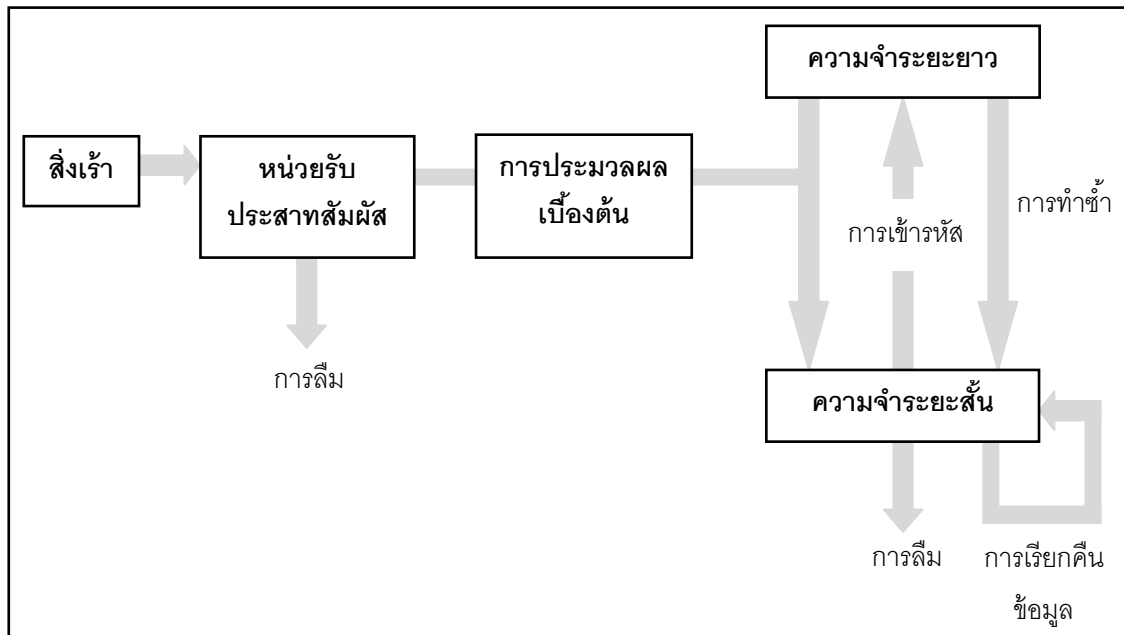 ความจำระยะยาว
สิ่งเร้า
หน่วยรับ
ประสาทสัมผัส
การประมวลผล
เบื้องต้น
การเข้ารหัส
การทำซ้ำ
การลืม
ความจำระยะสั้น
การลืม
การเรียกคืน
ข้อมูล